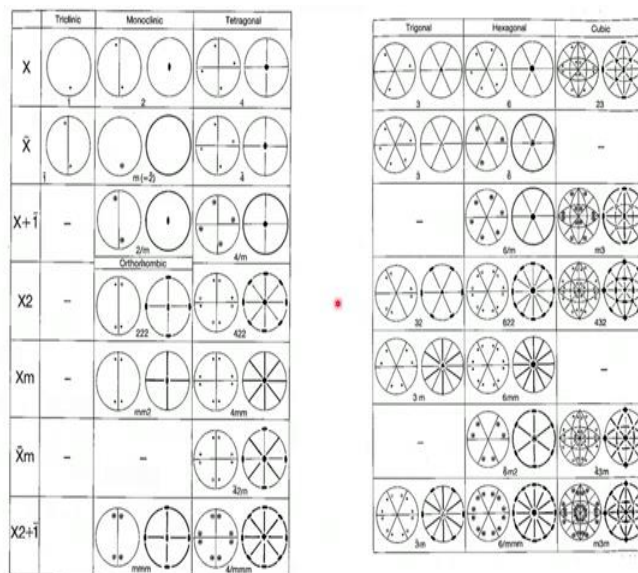 Triclinic Monoclinic Tetragonal
X 1 2 4
X̄ 1̄ m (=2̄) 4̄
X+1̄ – 2/m 4/m
Orthorhombic
X2 – 222 422
Xm – mm2 4mm
X̄m – – 4̄2m
X2+1̄ – mmm 4/mmm
Trigonal Hexagonal Cubic
3 6 23
3̄ 6̄ –
– 6/m m3
32 622 432
3m 6mm –
– 6̄m2 4̄3m
3̄m 6/mmm m3m